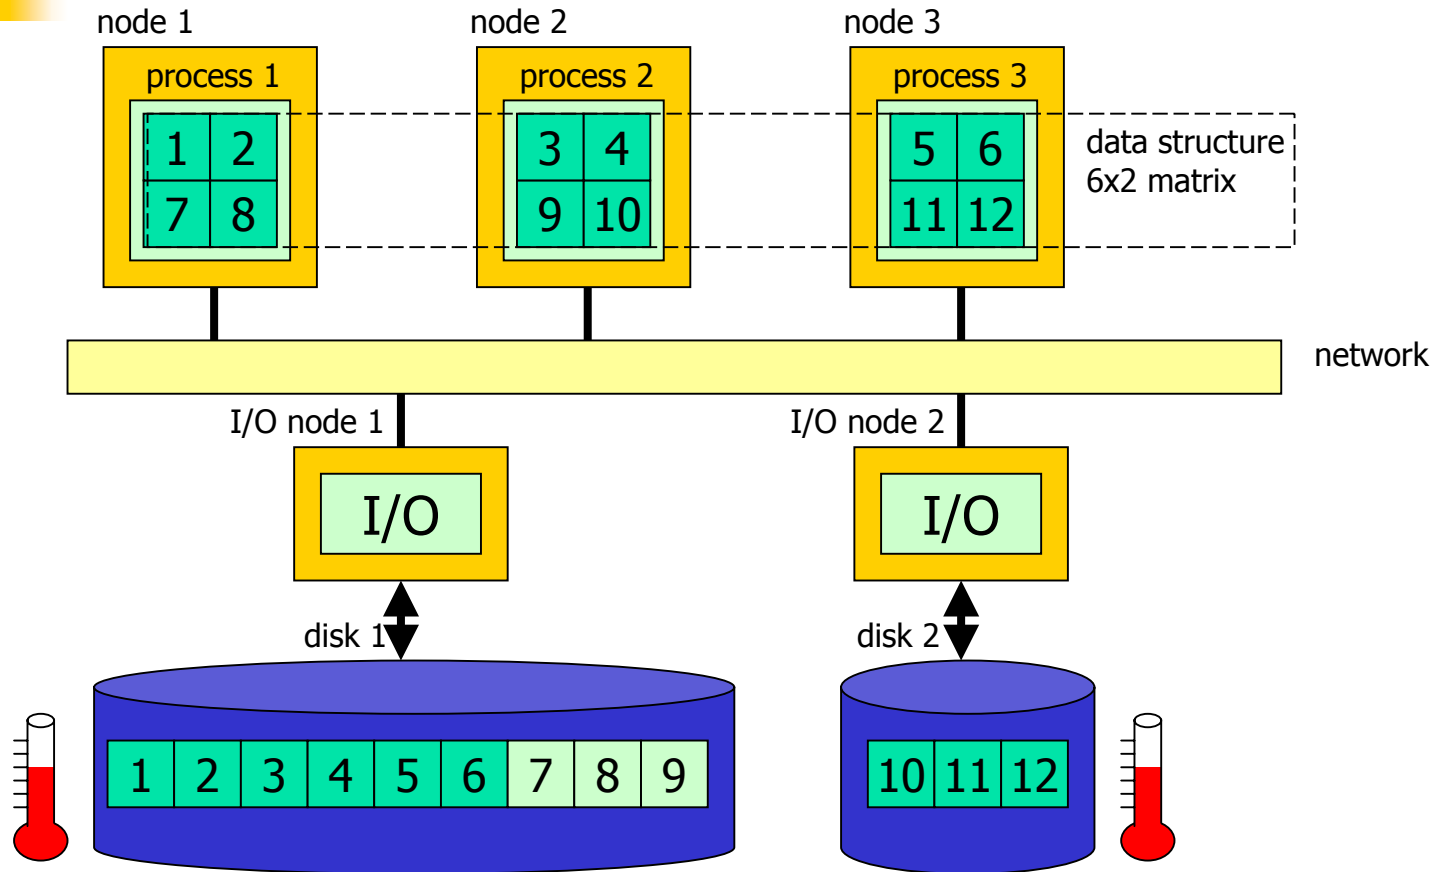 node 1 node 2 node 3
process 1 process 2 process 3
1 2 3 4 5 6
data structure
6x2 matrix
7 8 9 10 11 12
network
I/O node 1 I/O node 2
I/O I/O
disk 1 disk 2
1 2 3 4 5 6 7 8 9 10 11 12